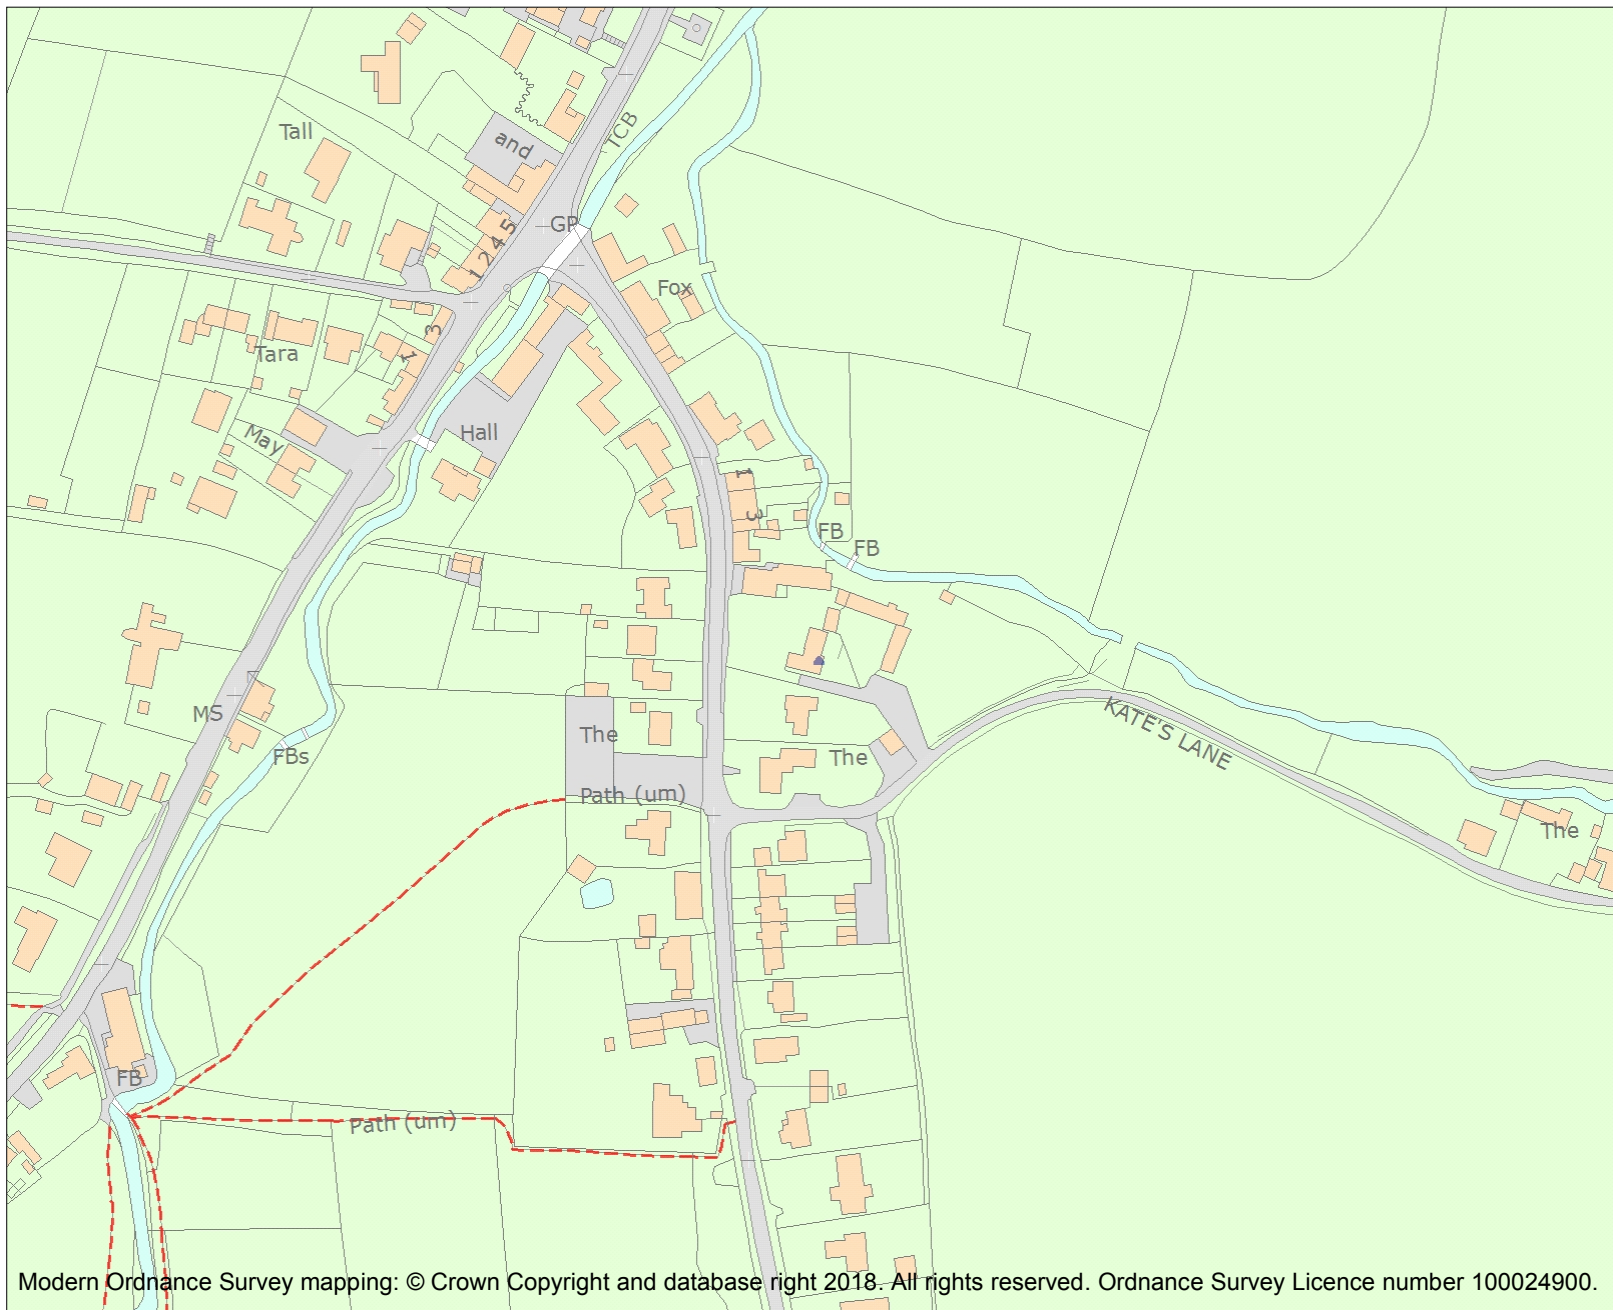 Tall
and
TCB
GP
1 2 4 5
Fox
3
Tara
1
May
Hall
1
3
FB
FB
MS
FBs
The
The
KATE'S LANE
Path (um)
The
FB
Path (um)
Modern Ordnance Survey mapping: © Crown Copyright and database right 2018. All rights reserved. Ordnance Survey Licence number 100024900.